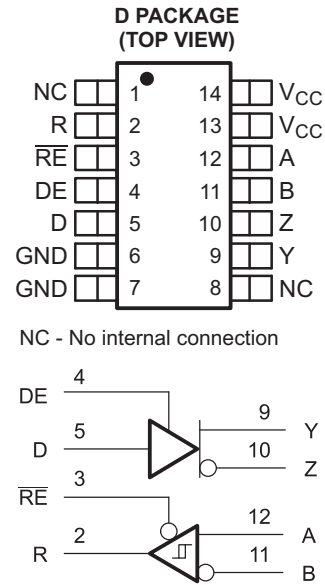 D PACKAGE
(TOP VIEW)
NC 1 14 VCC
R 2 13 VCC
RE 3 12 A
DE 4 11 B
D 5 10 Z
GND 6 9 Y
GND 7 8 NC
NC - No internal connection
DE 4
9 Y
D 5
10 Z
RE 3
12 A
R 2
11 B